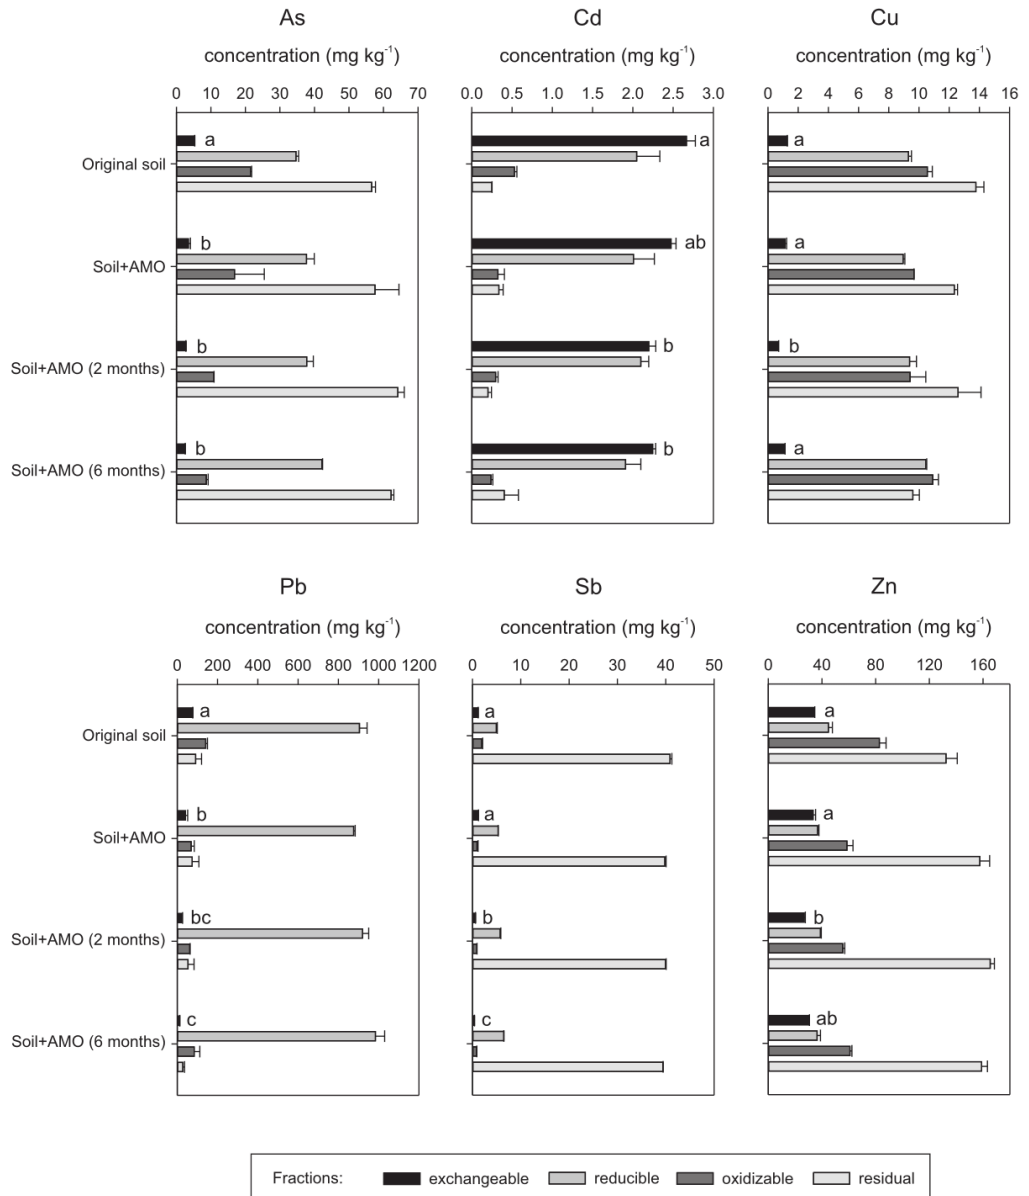 As Cd Cu
concentration (mg kg⁻¹) concentration (mg kg⁻¹) concentration (mg kg⁻¹)
0 10 20 30 40 50 60 70 0.0 0.5 1.0 1.5 2.0 2.5 3.0 0 2 4 6 8 10 12 14 16
Original soil a a a
Soil+AMO b ab a
Soil+AMO (2 months) b b b
Soil+AMO (6 months) b b a
Pb Sb Zn
concentration (mg kg⁻¹) concentration (mg kg⁻¹) concentration (mg kg⁻¹)
0 200 400 600 800 1000 1200 0 10 20 30 40 50 0 40 80 120 160
Original soil a a a
Soil+AMO b a a
Soil+AMO (2 months) bc b b
Soil+AMO (6 months) c c ab
Fractions: excheangeable reducible oxidizable residual